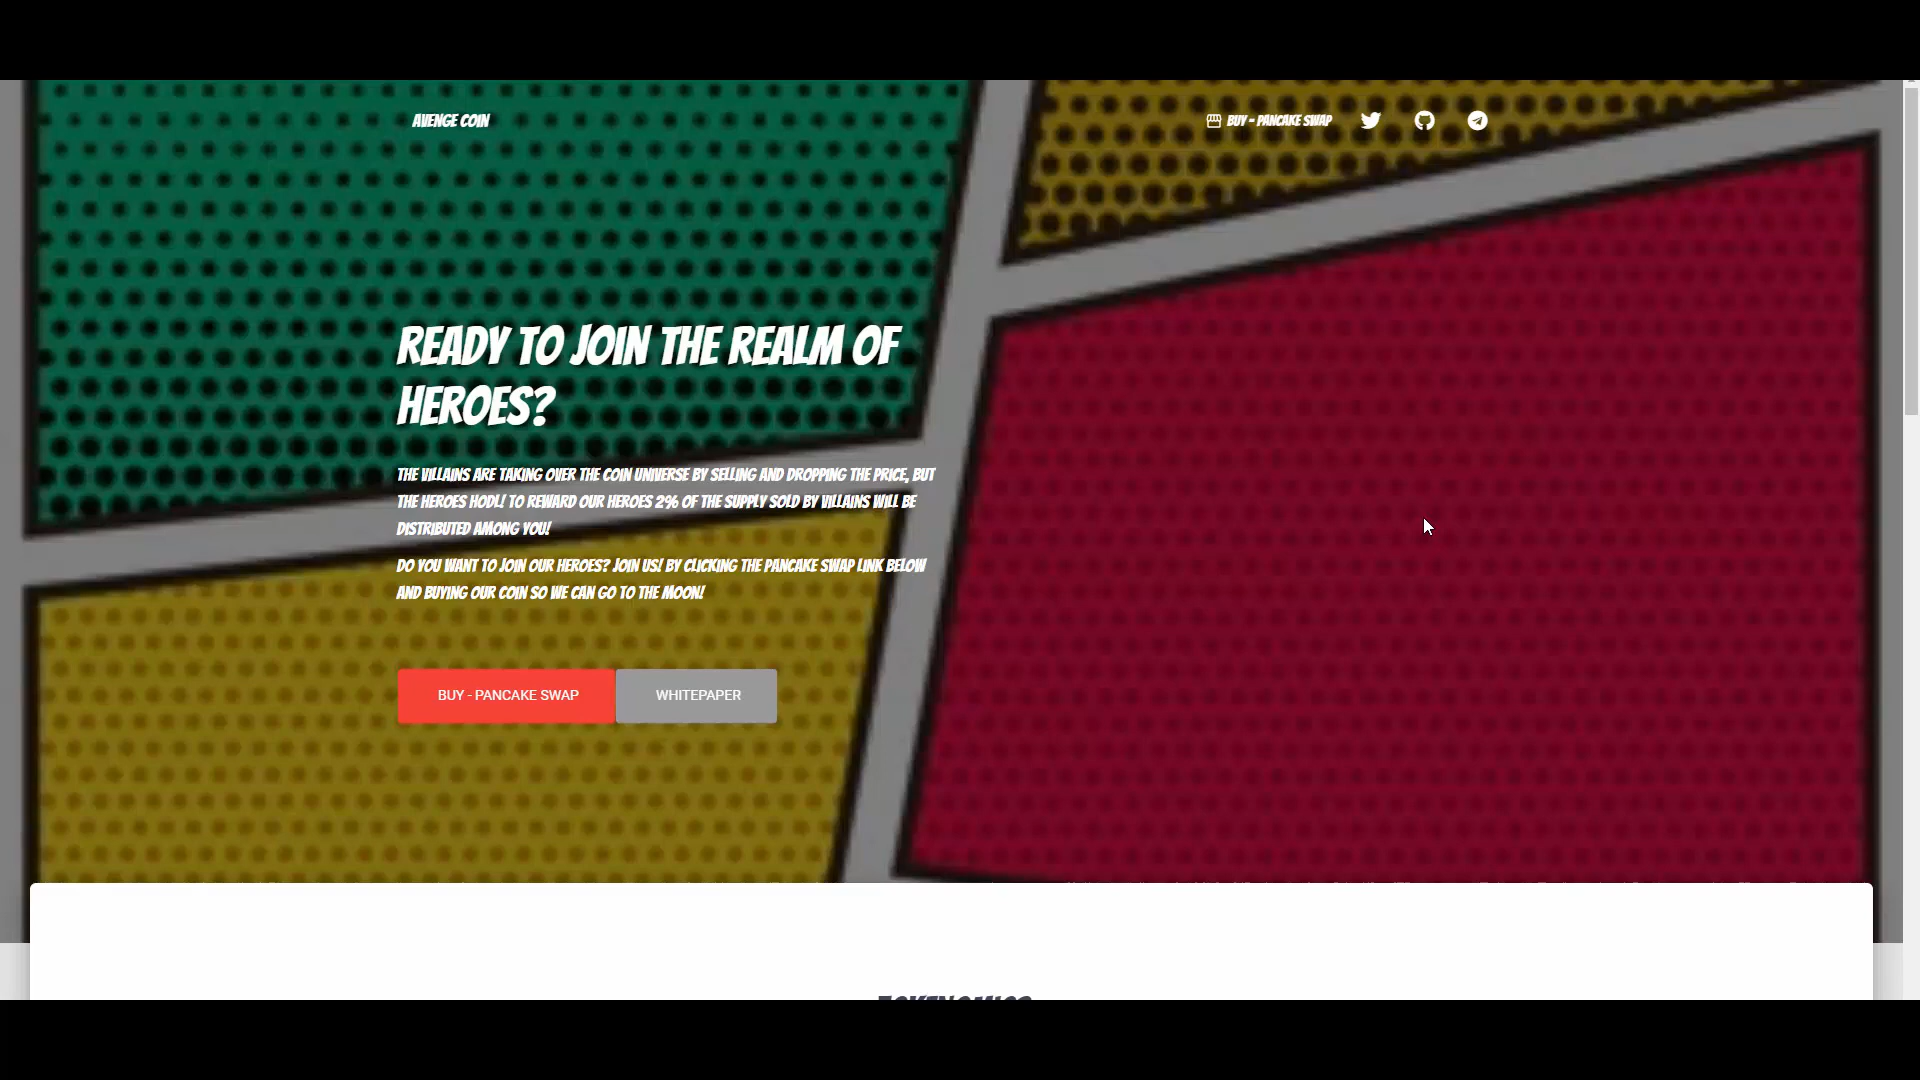 AVENGE COIN
BUY - PANCAKE SWAP
READY TO JOIN THE REALM OF
HEROES?
THE VILLAINS ARE TAKING OVER THE COIN UNIVERSE BY SELLING AND DROPPING THE PRICE, BUT
THE HEROES HODL! TO REWARD OUR HEROES 2% OF THE SUPPLY SOLD BY VILLAINS WILL BE
DISTRIBUTED AMONG YOU!
DO YOU WANT TO JOIN OUR HEROES? JOIN US! BY CLICKING THE PANCAKE SWAP LINK BELOW
AND BUYING OUR COIN SO WE CAN GO TO THE MOON!
BUY - PANCAKE SWAP
WHITEPAPER